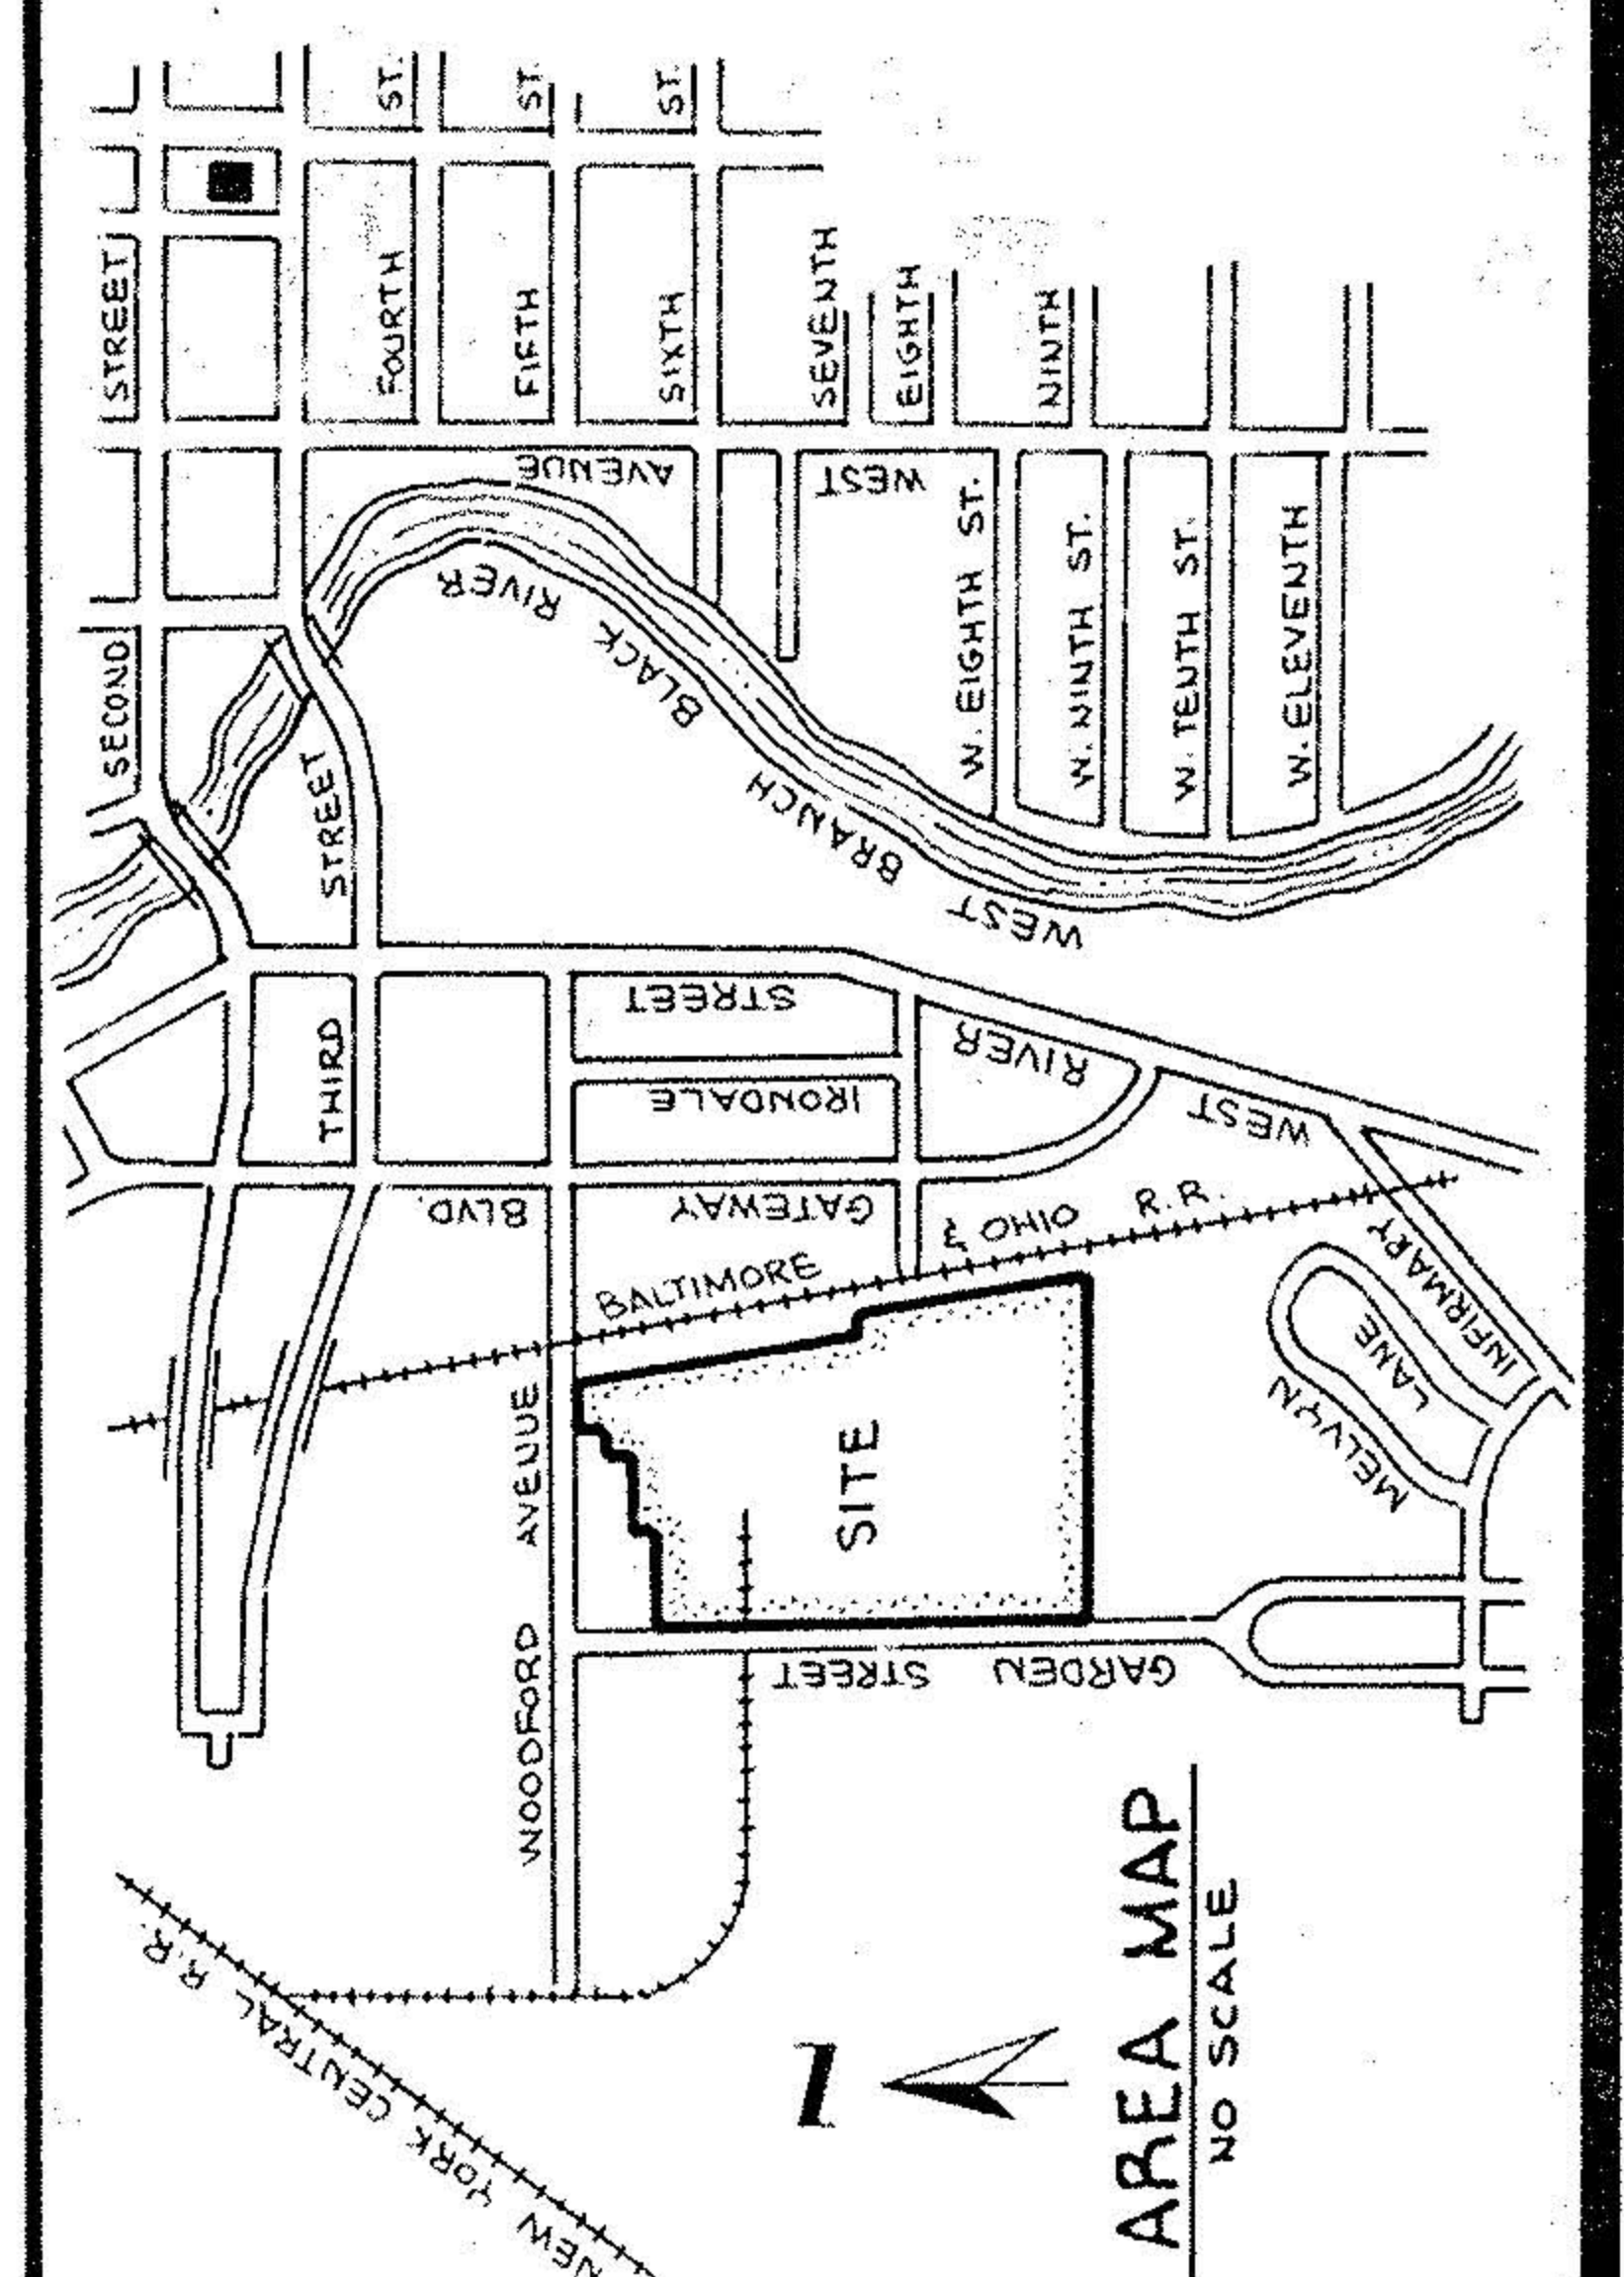 SECOND STREET
THIRD STREET
FOURTH ST.
FIFTH ST.
SIXTH ST.
SEVENTH
EIGHTH
NINTH
WEST AVENUE
W. EIGHTH ST.
W. NINTH ST.
W. TENTH ST.
W. ELEVENTH
WEST BRANCH BLACK RIVER
WEST RIVER STREET
IRONDALE
GATEWAY BLVD.
BALTIMORE & OHIO R.R.
INFIRMARY
MELVYN LANE
WOODFORD AVENUE
SITE
GARDEN STREET
NEW YORK CENTRAL R.R.
N
AREA MAP
NO SCALE